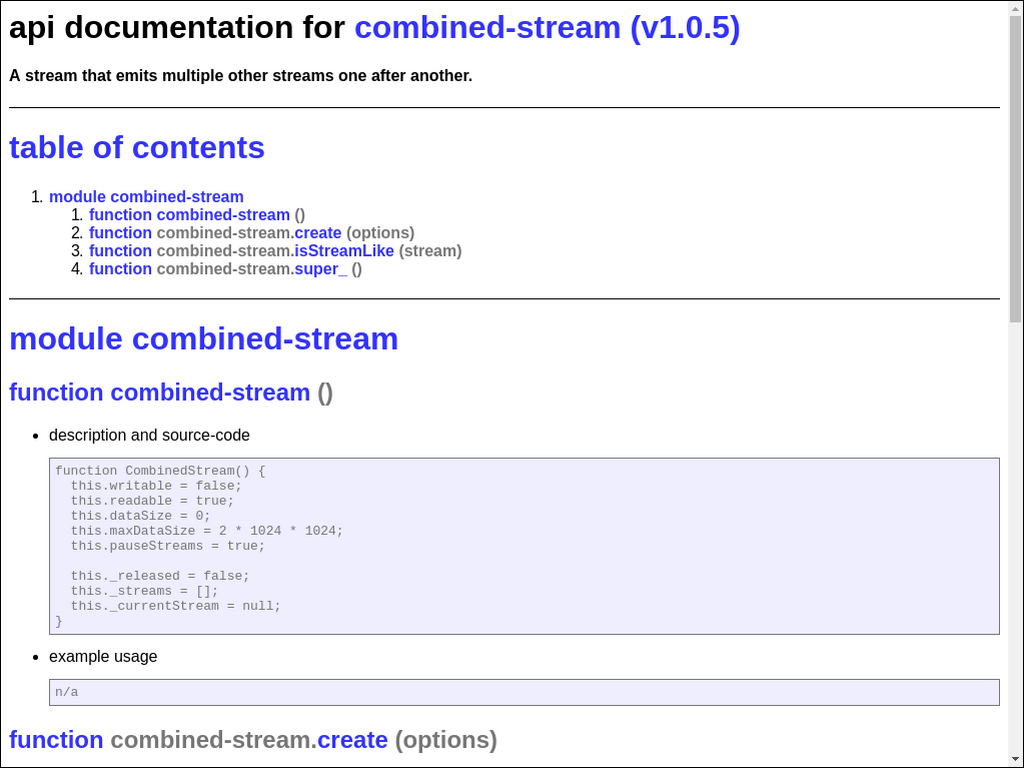 api documentation for combined-stream (v1.0.5)
A stream that emits multiple other streams one after another.
table of contents
1. module combined-stream
1. function combined-stream ()
2. function combined-stream.create (options)
3. function combined-stream.isStreamLike (stream)
4. function combined-stream.super_ ()
module combined-stream
function combined-stream ()
• description and source-code
function CombinedStream() {
  this.writable = false;
  this.readable = true;
  this.dataSize = 0;
  this.maxDataSize = 2 * 1024 * 1024;
  this.pauseStreams = true;

  this._released = false;
  this._streams = [];
  this._currentStream = null;
}
• example usage
n/a
function combined-stream.create (options)